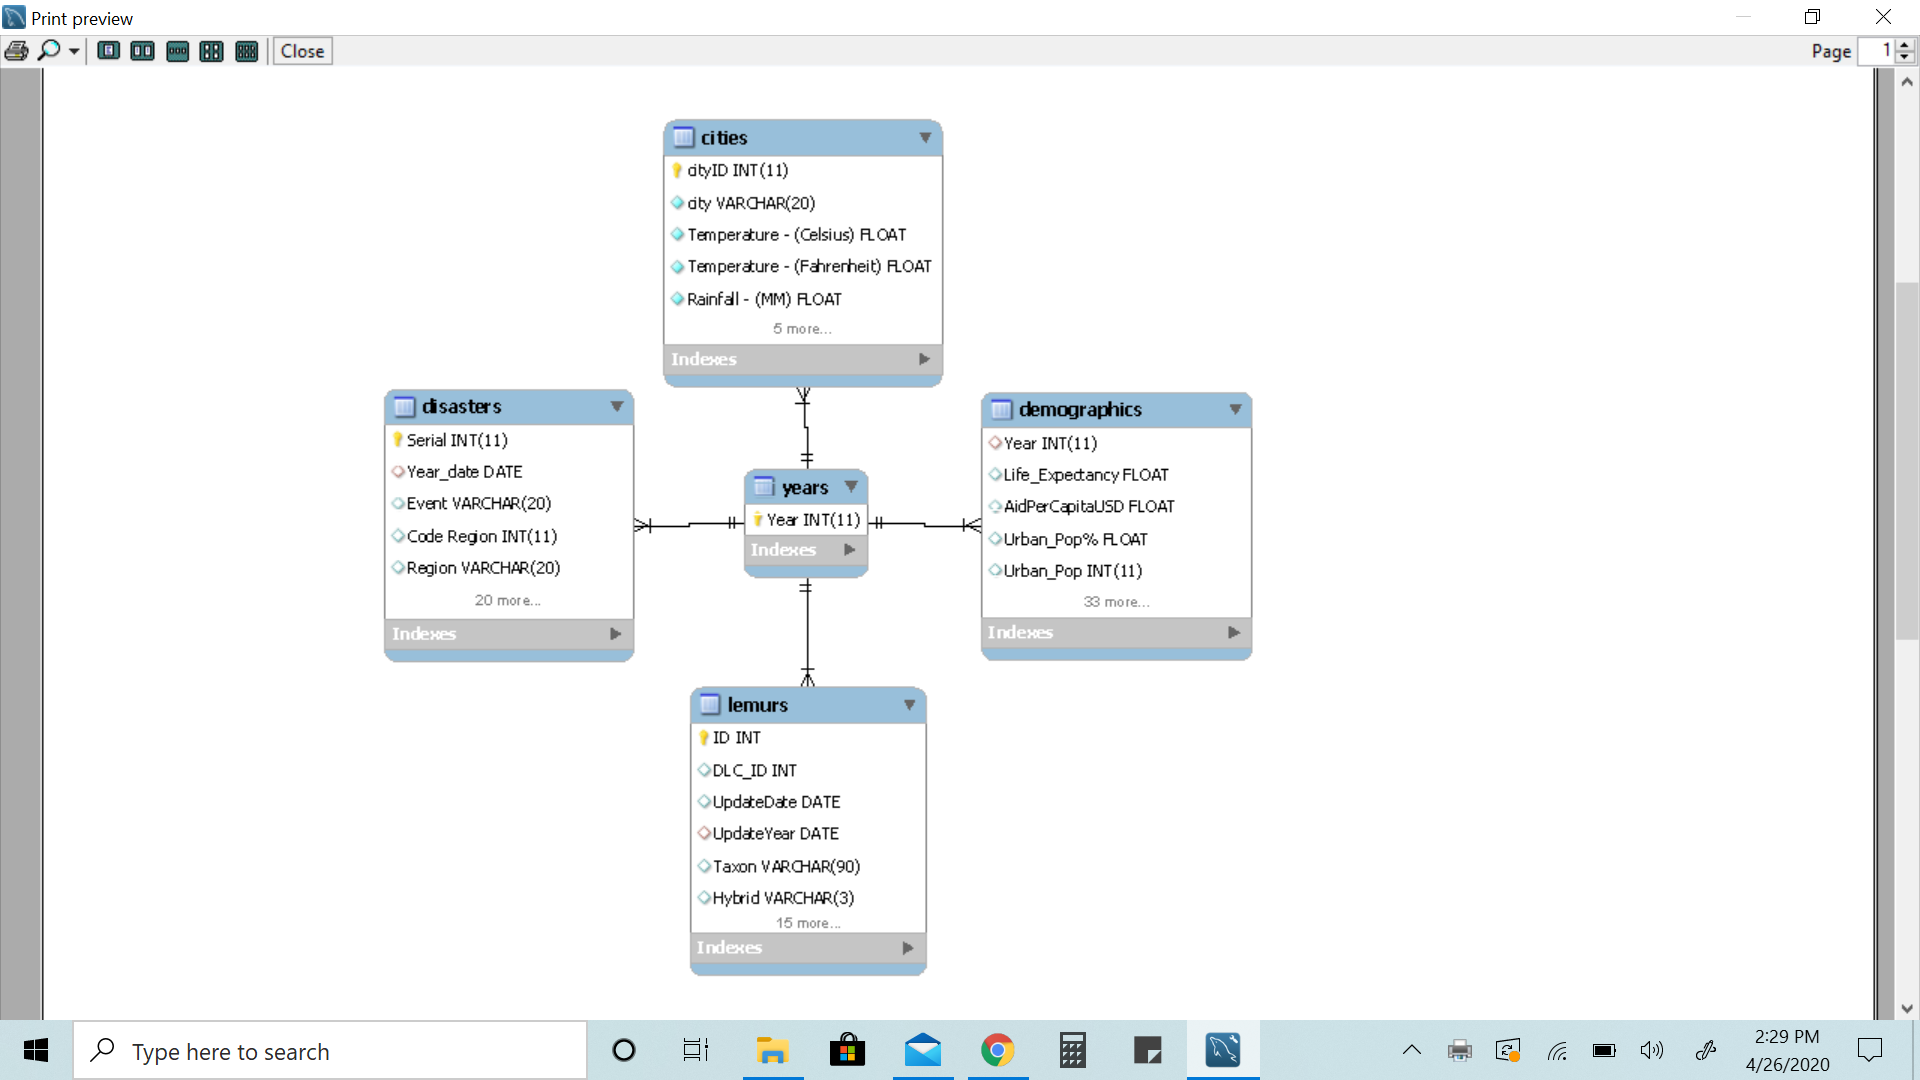 Print preview
Close
Page 1
cities
cityID INT(11)
city VARCHAR(20)
Temperature - (Celsius) FLOAT
Temperature - (Fahrenheit) FLOAT
Rainfall - (MM) FLOAT
5 more...
Indexes
disasters
Serial INT(11)
Year_date DATE
Event VARCHAR(20)
Code Region INT(11)
Region VARCHAR(20)
20 more...
Indexes
years
Year INT(11)
Indexes
demographics
Year INT(11)
Life_Expectancy FLOAT
AidPerCapitaUSD FLOAT
Urban_Pop% FLOAT
Urban_Pop INT(11)
33 more...
Indexes
lemurs
ID INT
DLC_ID INT
UpdateDate DATE
UpdateYear DATE
Taxon VARCHAR(90)
Hybrid VARCHAR(3)
15 more...
Indexes
Type here to search
2:29 PM
4/26/2020